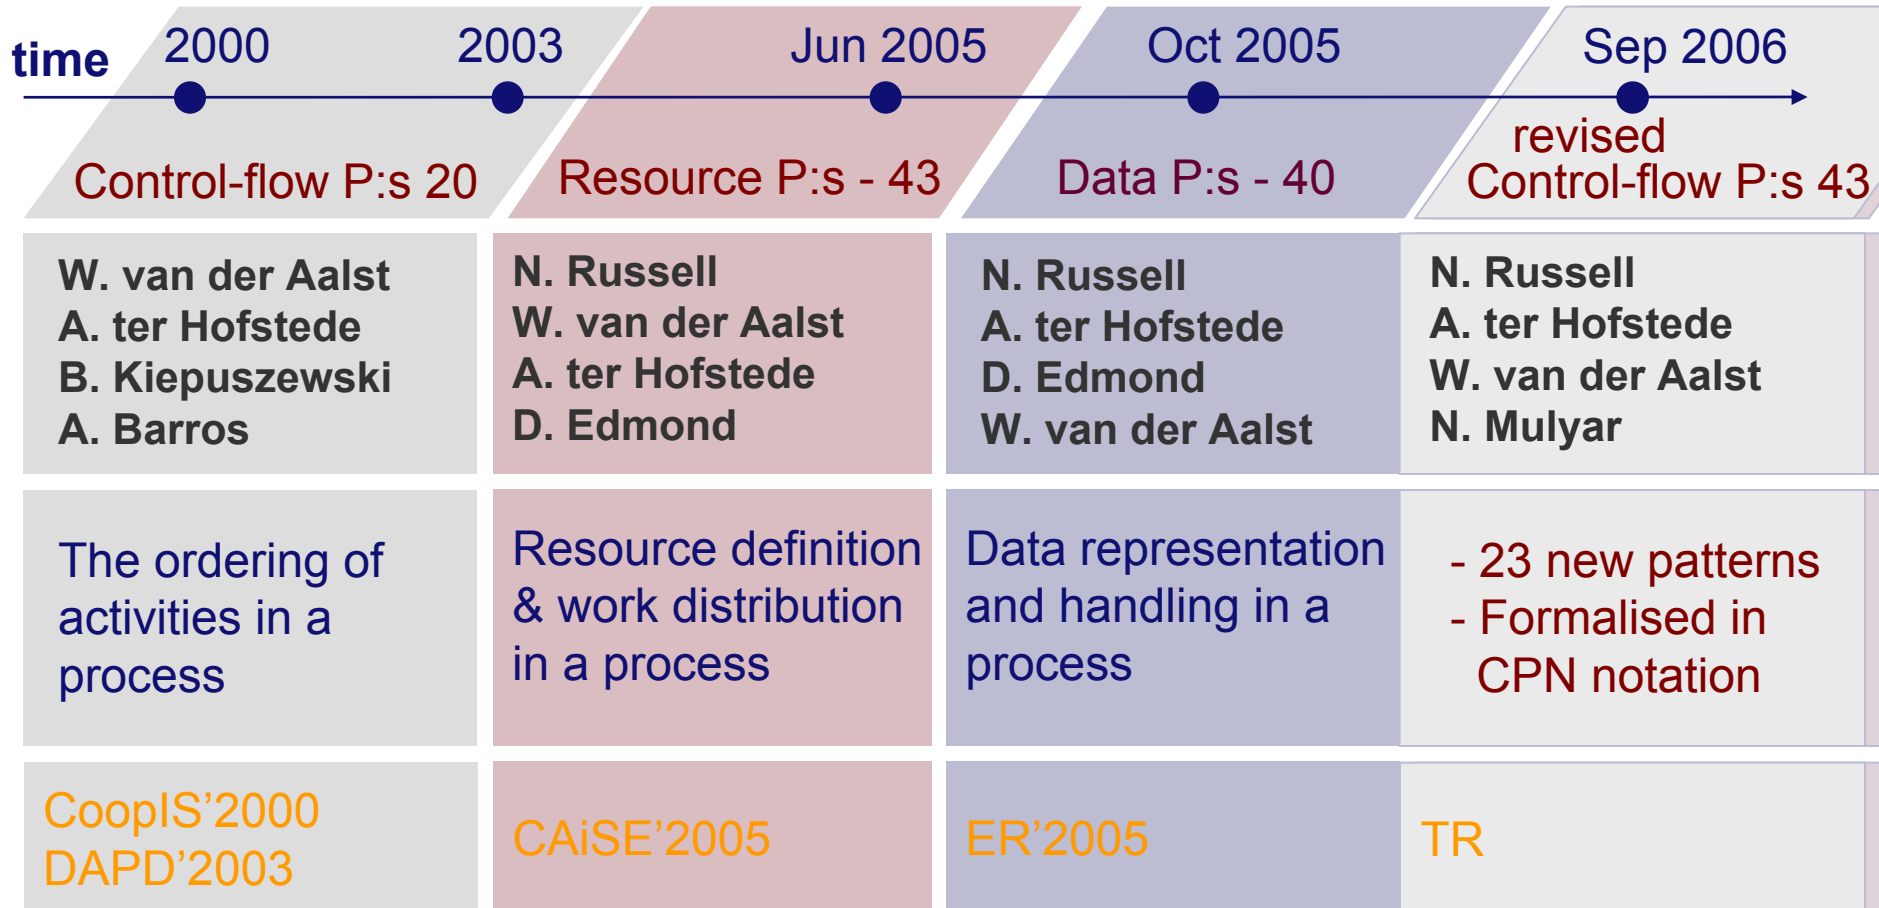 time
2000
2003
Jun 2005
Oct 2005
Sep 2006
Control-flow P:s 20
Resource P:s - 43
Data P:s - 40
revised
Control-flow P:s 43
W. van der Aalst
A. ter Hofstede
B. Kiepuszewski
A. Barros
N. Russell
W. van der Aalst
A. ter Hofstede
D. Edmond
N. Russell
A. ter Hofstede
D. Edmond
W. van der Aalst
N. Russell
A. ter Hofstede
W. van der Aalst
N. Mulyar
The ordering of
activities in a
process
Resource definition
& work distribution
in a process
Data representation
and handling in a
process
- 23 new patterns
- Formalised in
CPN notation
CoopIS’2000
DAPD’2003
CAiSE’2005
ER’2005
TR